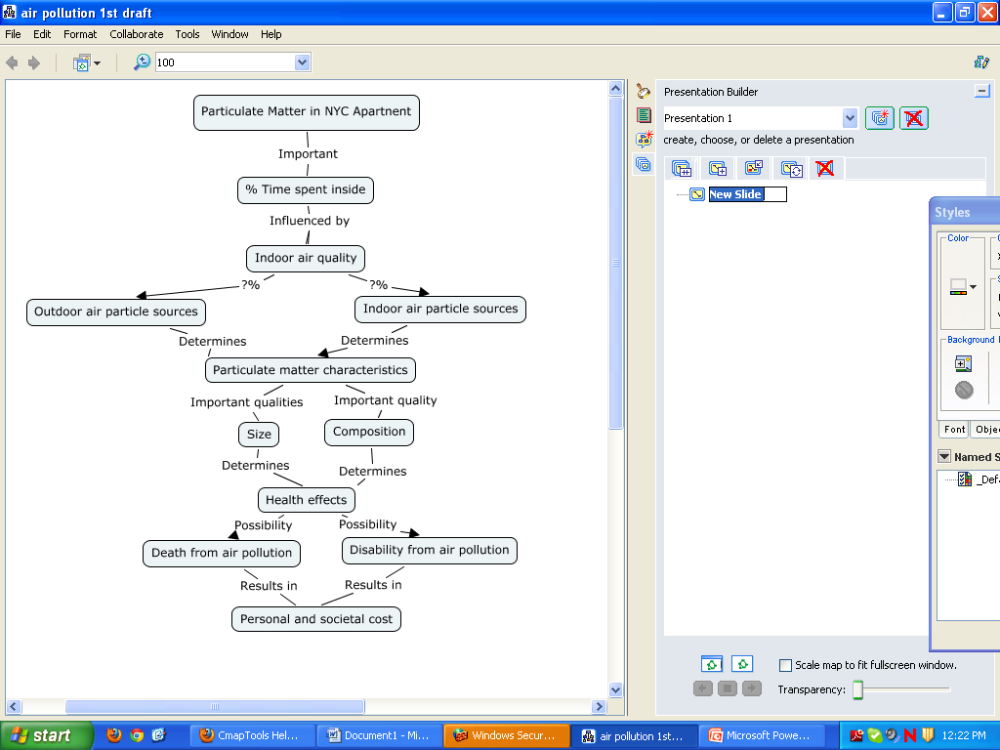 air pollution 1st draft
File Edit Format Collaborate Tools Window Help
100
Particulate Matter in NYC Apartnent
Important
% Time spent inside
Influenced by
Indoor air quality
?% ?%
Outdoor air particle sources Indoor air particle sources
Determines Determines
Particulate matter characteristics
Important qualities Important quality
Size Composition
Determines Determines
Health effects
Possibility Possibility
Death from air pollution Disability from air pollution
Results in Results in
Personal and societal cost
Presentation Builder
Presentation 1
create, choose, or delete a presentation
New Slide
Styles
Color
Background
Font Objec
Named S
_Defa
Scale map to fit fullscreen window.
Transparency:
start CmapTools Hel... Document1 - Mi... Windows Secur... air pollution 1st... Microsoft Powe... 12:22 PM